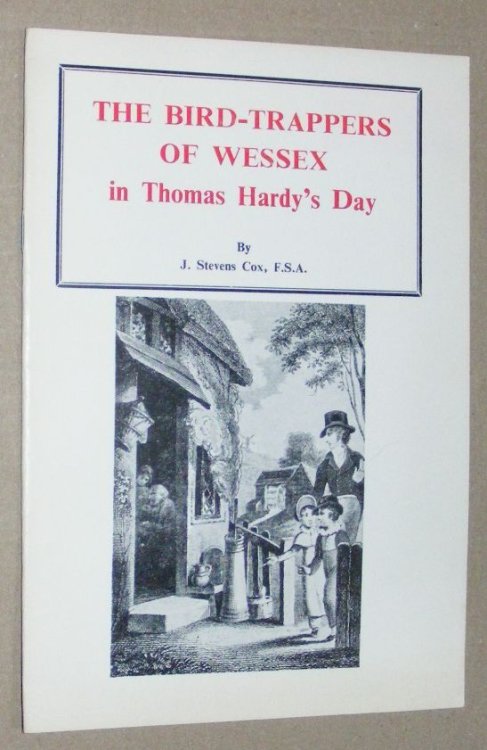 THE BIRD-TRAPPERS
OF WESSEX
in Thomas Hardy's Day
By
J. Stevens Cox, F.S.A.